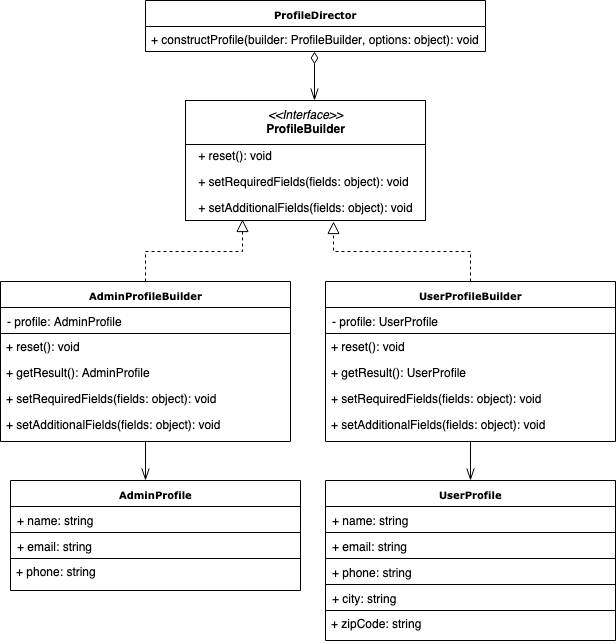 ProfileDirector
+ constructProfile(builder: ProfileBuilder, options: object): void
<<Interface>>
ProfileBuilder
+ reset(): void
+ setRequiredFields(fields: object): void
+ setAdditionalFields(fields: object): void
AdminProfileBuilder
- profile: AdminProfile
+ reset(): void
+ getResult(): AdminProfile
+ setRequiredFields(fields: object): void
+ setAdditionalFields(fields: object): void
UserProfileBuilder
- profile: UserProfile
+ reset(): void
+ getResult(): UserProfile
+ setRequiredFields(fields: object): void
+ setAdditionalFields(fields: object): void
AdminProfile
+ name: string
+ email: string
+ phone: string
UserProfile
+ name: string
+ email: string
+ phone: string
+ city: string
+ zipCode: string